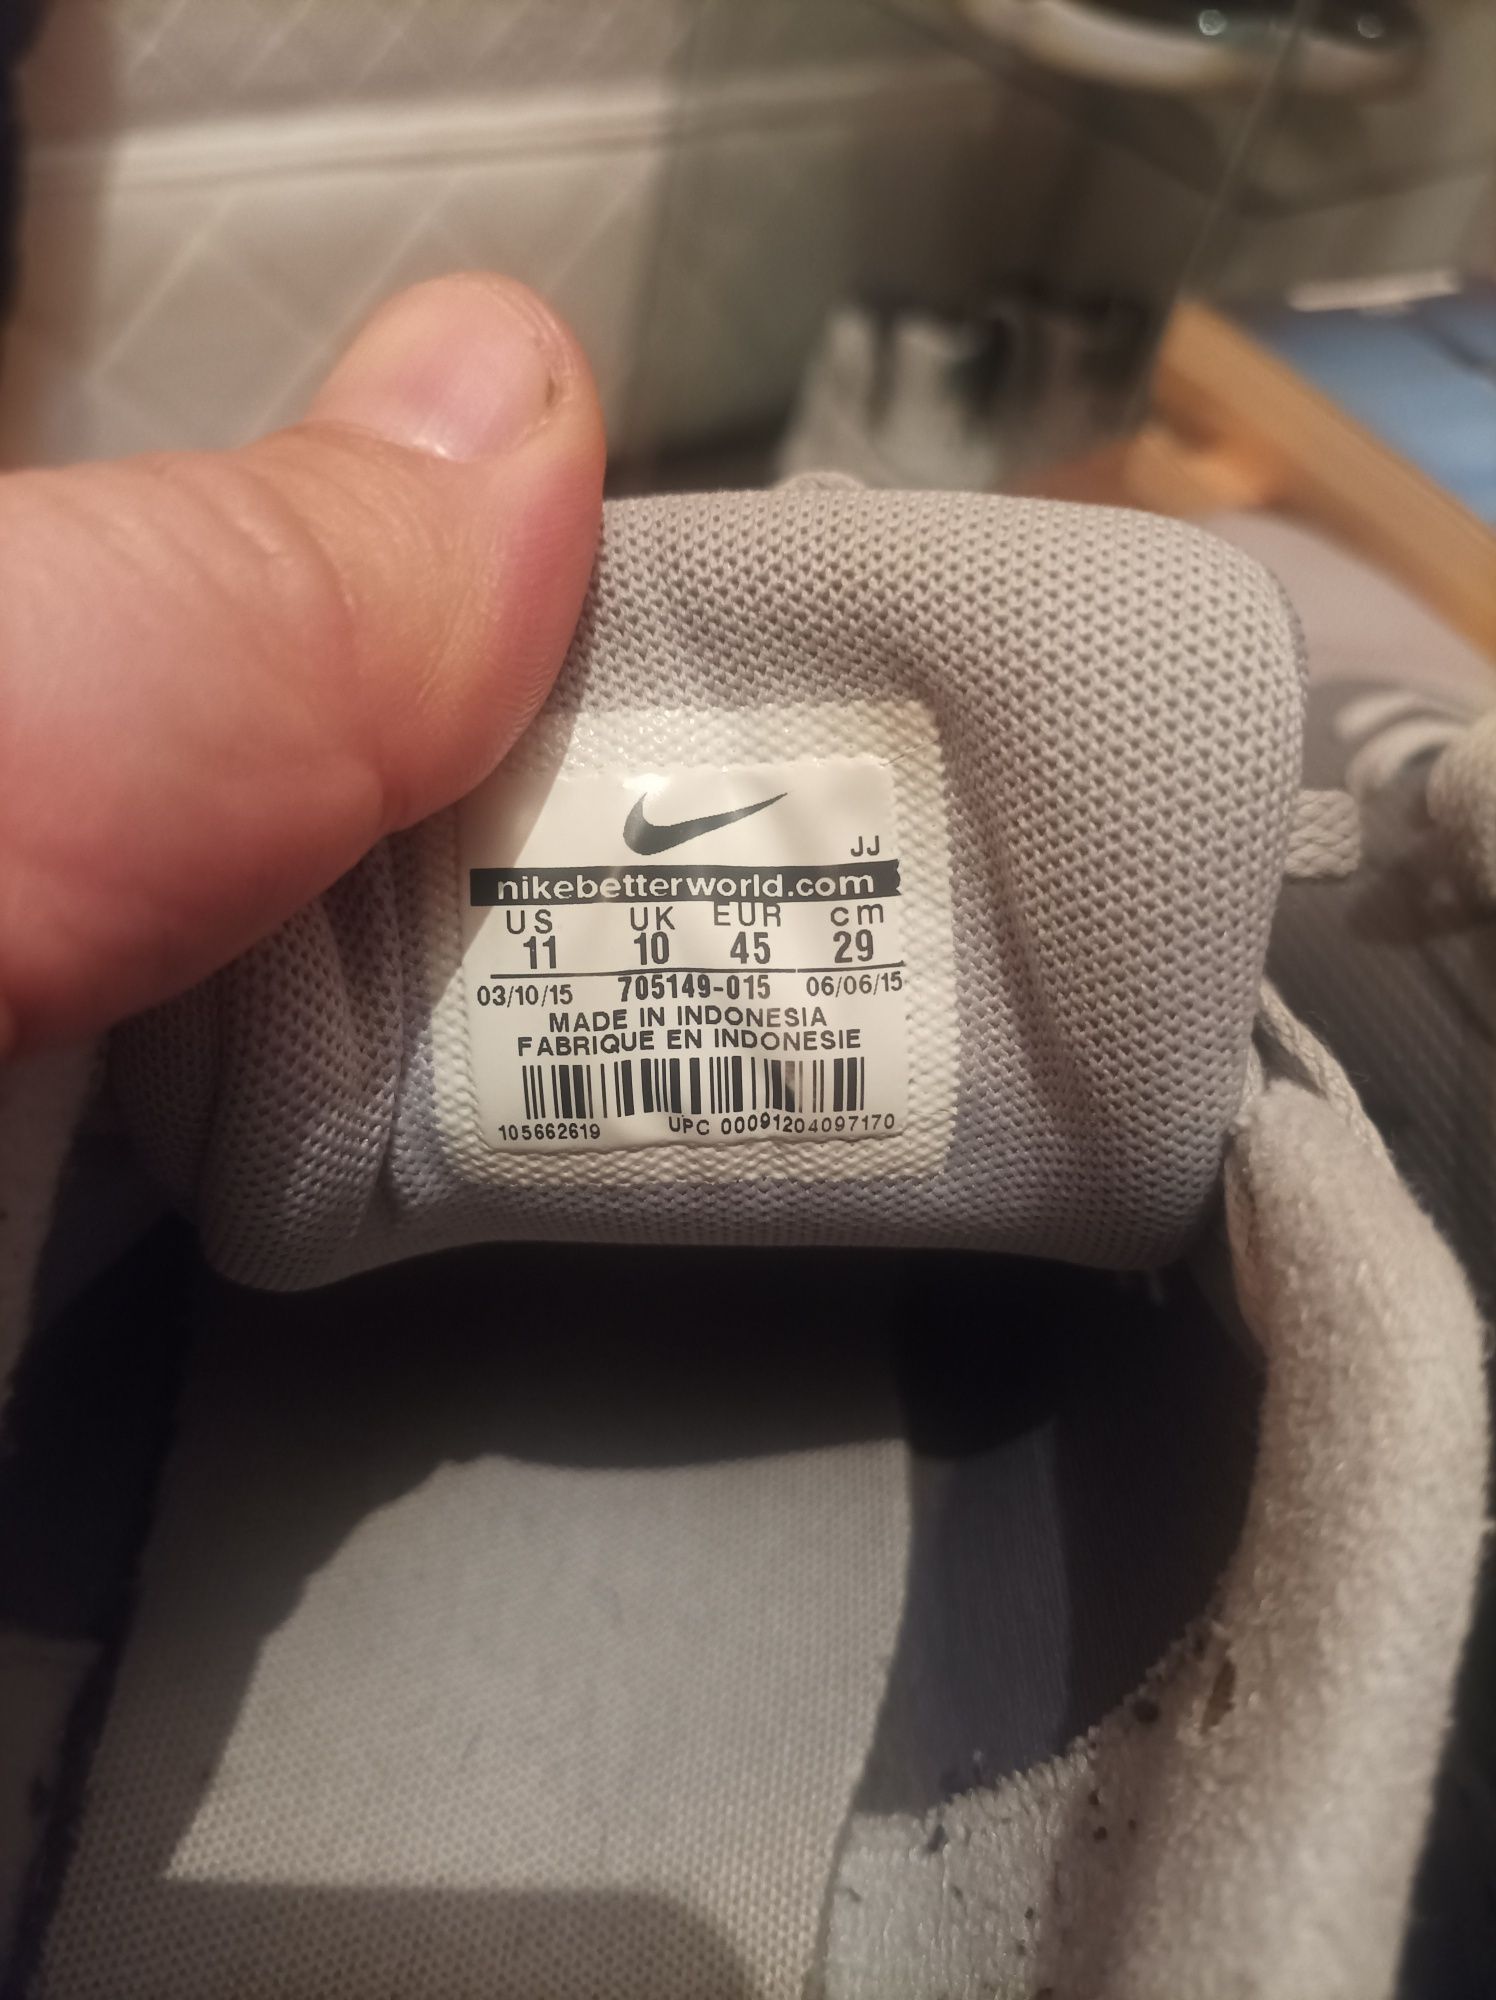 JJ
nikebetterworld.com
US UK EUR cm
11 10 45 29
03/10/15 705149-015 06/06/15
MADE IN INDONESIA
FABRIQUE EN INDONESIE
105662619 UPC 00091204097170